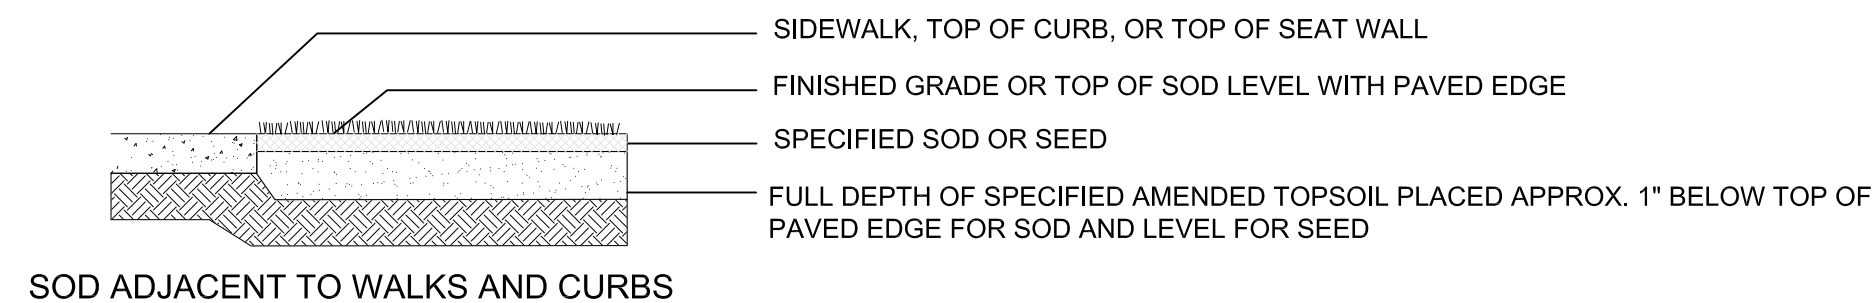 SIDEWALK, TOP OF CURB, OR TOP OF SEAT WALL
FINISHED GRADE OR TOP OF SOD LEVEL WITH PAVED EDGE
SPECIFIED SOD OR SEED
FULL DEPTH OF SPECIFIED AMENDED TOPSOIL PLACED APPROX. 1" BELOW TOP OF
PAVED EDGE FOR SOD AND LEVEL FOR SEED
SOD ADJACENT TO WALKS AND CURBS